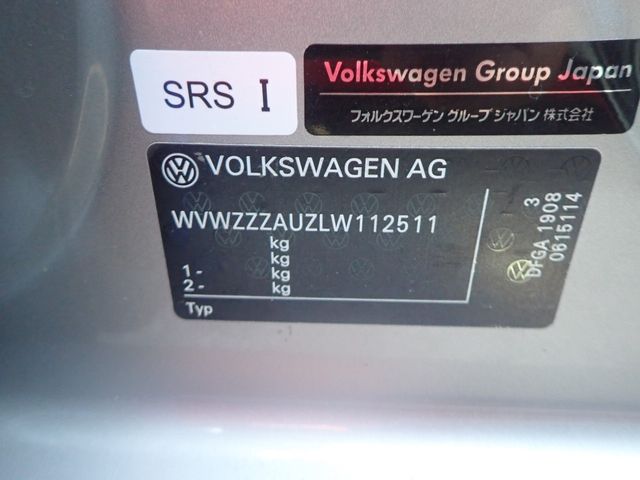 SRS I
Volkswagen Group Japan
フォルクスワーゲン グループ ジャパン 株式会社
VOLKSWAGEN AG
WVWZZZAUZLW112511
kg
kg
1 - kg
2 - kg
Typ
3
DFGA 1908
0615114